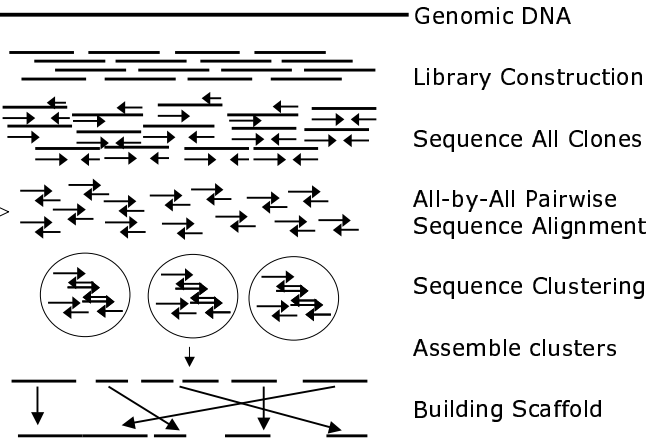 Genomic DNA
Library Construction
Sequence All Clones
All-by-All Pairwise
Sequence Alignment
Sequence Clustering
Assemble clusters
Building Scaffold